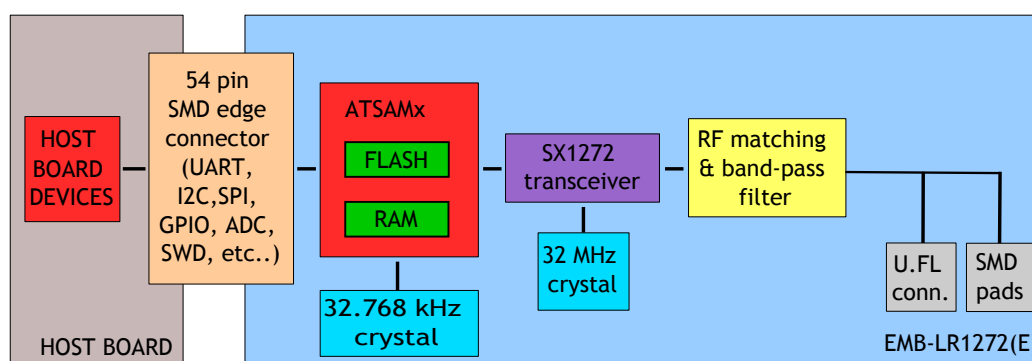 HOST
BOARD
DEVICES
54 pin
SMD edge
connector
(UART,
I2C,SPI,
GPIO, ADC,
SWD, etc..)
ATSAMx
FLASH
RAM
32.768 kHz
crystal
SX1272
transceiver
32 MHz
crystal
RF matching
& band-pass
filter
U.FL
conn.
SMD
pads
HOST BOARD
EMB-LR1272(E